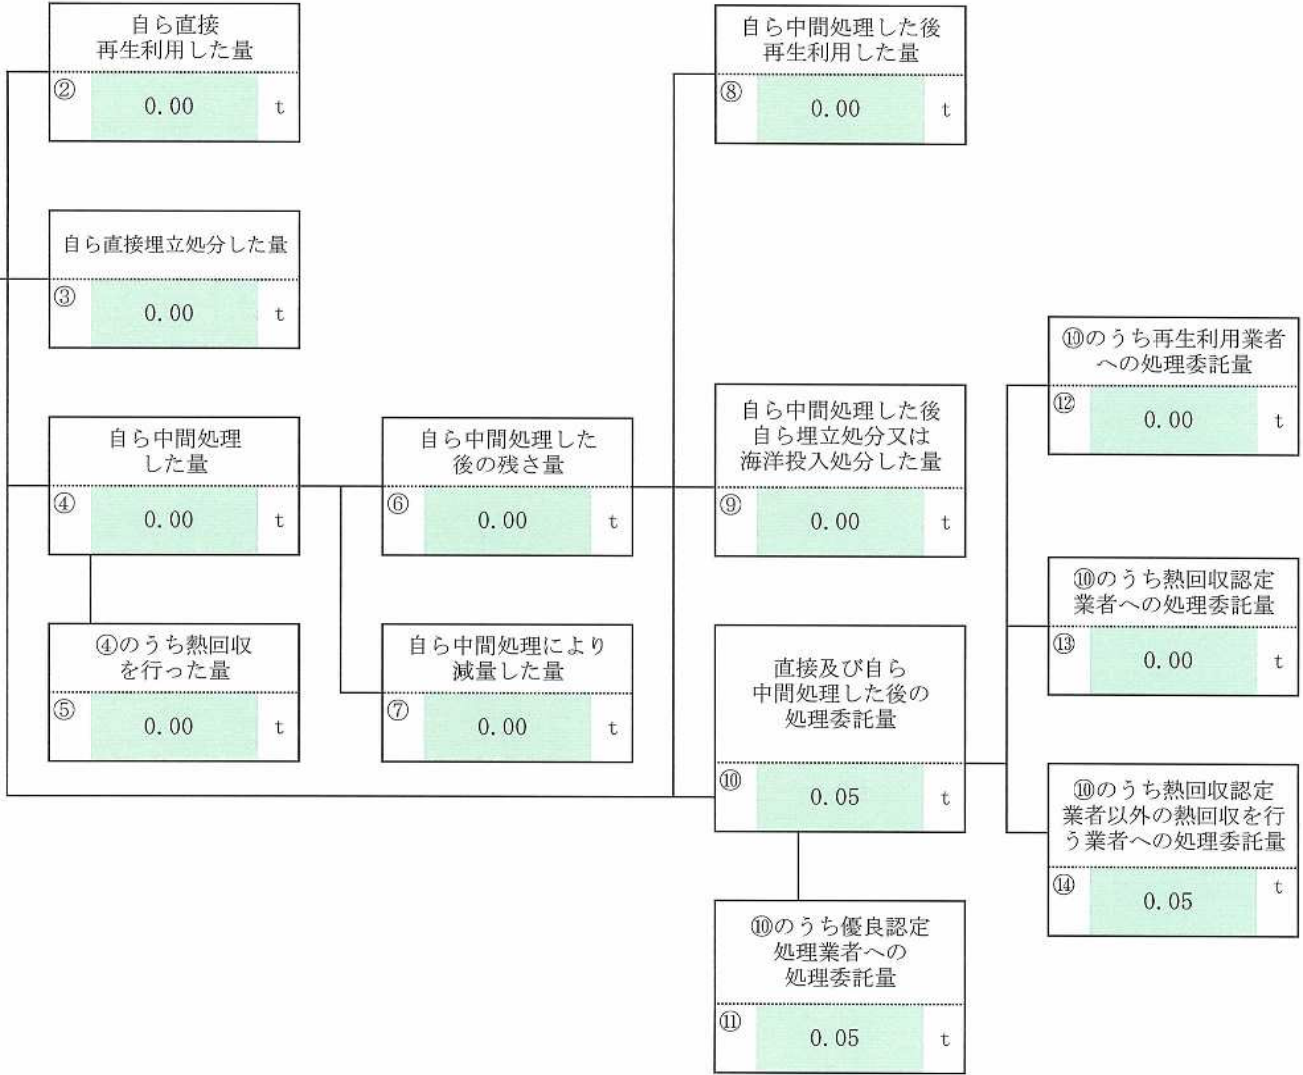 自ら直接
再生利用した量
②
0.00
t
自ら直接埋立処分した量
③
0.00
t
自ら中間処理
した量
④
0.00
t
④のうち熱回収
を行った量
⑤
0.00
t
自ら中間処理した
後の残さ量
⑥
0.00
t
自ら中間処理により
減量した量
⑦
0.00
t
自ら中間処理した後
再生利用した量
⑧
0.00
t
自ら中間処理した後
自ら埋立処分又は
海洋投入処分した量
⑨
0.00
t
直接及び自ら
中間処理した後の
処理委託量
⑩
0.05
t
⑩のうち優良認定
処理業者への
処理委託量
⑪
0.05
t
⑩のうち再生利用業者
への処理委託量
⑫
0.00
t
⑩のうち熱回収認定
業者への処理委託量
⑬
0.00
t
⑩のうち熱回収認定
業者以外の熱回収を行
う業者への処理委託量
⑭
0.05
t